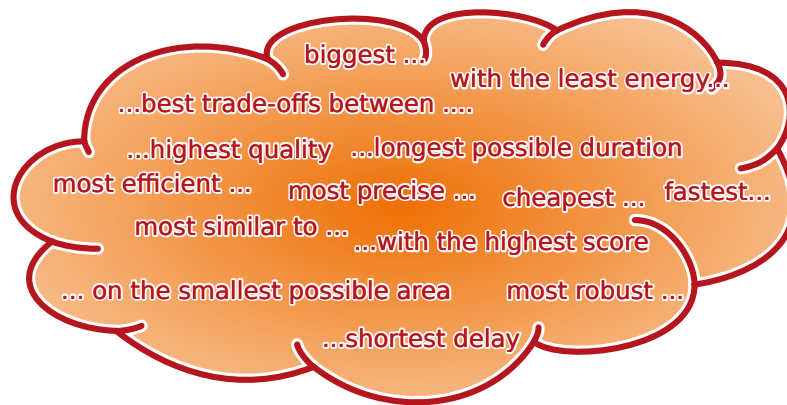 biggest ...
with the least energy...
...best trade-offs between ....
...highest quality
...longest possible duration
most efficient ...
most precise ...
cheapest ...
fastest...
most similar to ...
...with the highest score
... on the smallest possible area
most robust ...
...shortest delay